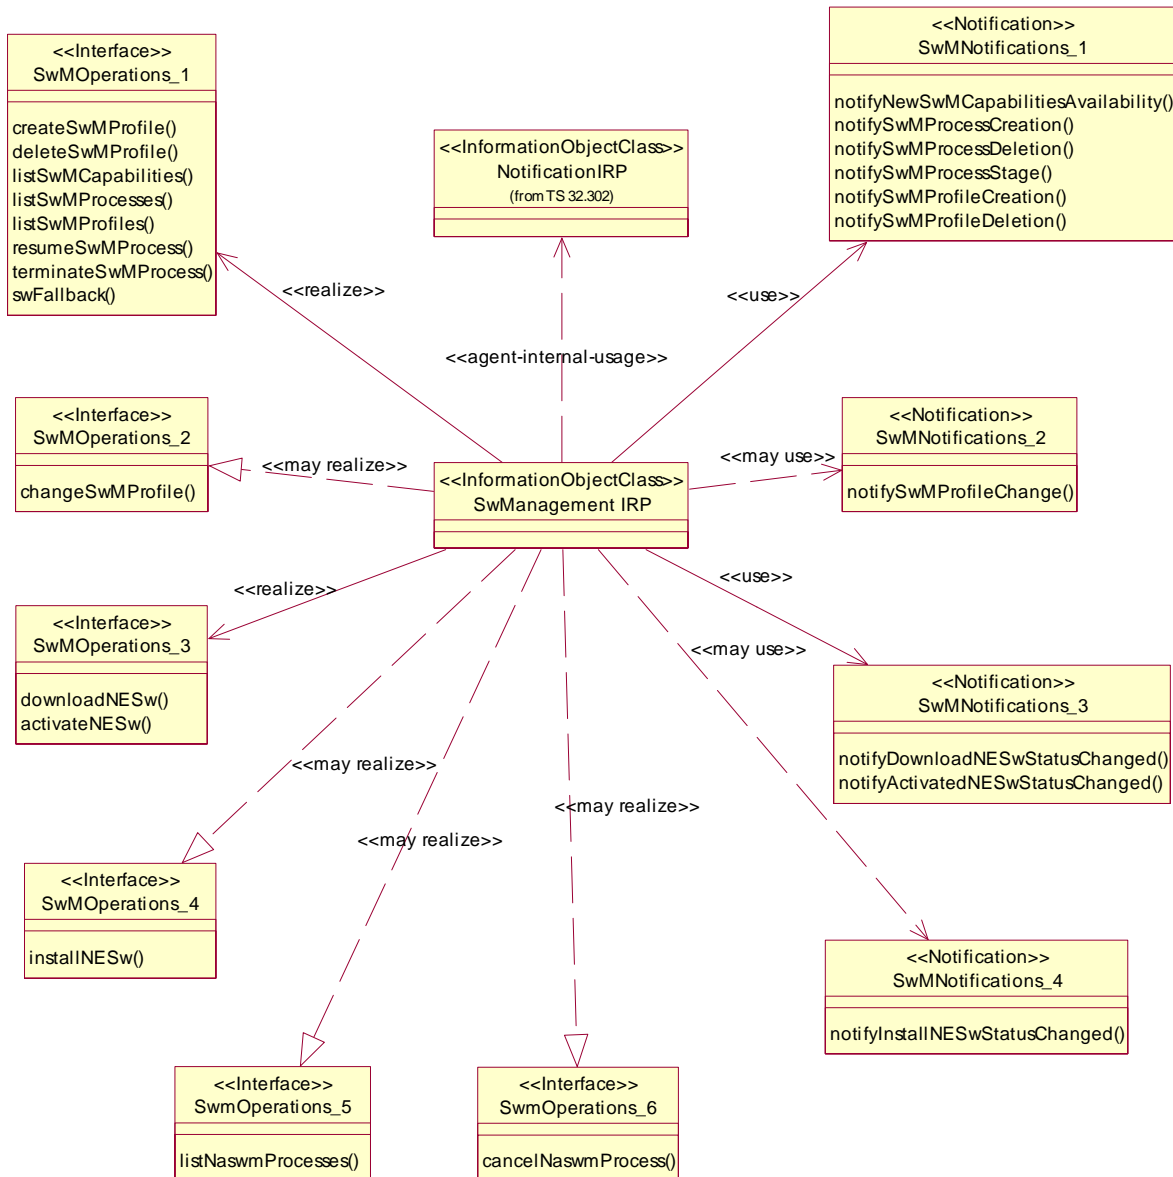 <<Interface>>
SwMOperations_1
createSwMProfile()
deleteSwMProfile()
listSwMCapabilities()
listSwMProcesses()
listSwMProfiles()
resumeSwMProcess()
terminateSwMProcess()
swFallback()
<<InformationObjectClass>>
NotificationIRP
(from TS 32.302)
<<Notification>>
SwMNotifications_1
notifyNewSwMCapabilitiesAvailability()
notifySwMProcessCreation()
notifySwMProcessDeletion()
notifySwMProcessStage()
notifySwMProfileCreation()
notifySwMProfileDeletion()
<<realize>>
<<use>>
<<agent-internal-usage>>
<<Interface>>
SwMOperations_2
changeSwMProfile()
<<may realize>>
<<InformationObjectClass>>
SwManagement IRP
<<may use>>
<<Notification>>
SwMNotifications_2
notifySwMProfileChange()
<<realize>>
<<use>>
<<Interface>>
SwMOperations_3
downloadNESw()
activateNESw()
<<may use>>
<<Notification>>
SwMNotifications_3
notifyDownloadNESwStatusChanged()
notifyActivatedNESwStatusChanged()
<<may realize>>
<<may realize>>
<<may realize>>
<<Interface>>
SwMOperations_4
installNESw()
<<Notification>>
SwMNotifications_4
notifyInstallNESwStatusChanged()
<<Interface>>
SwmOperations_5
listNaswmProcesses()
<<Interface>>
SwmOperations_6
cancelNaswmProcess()